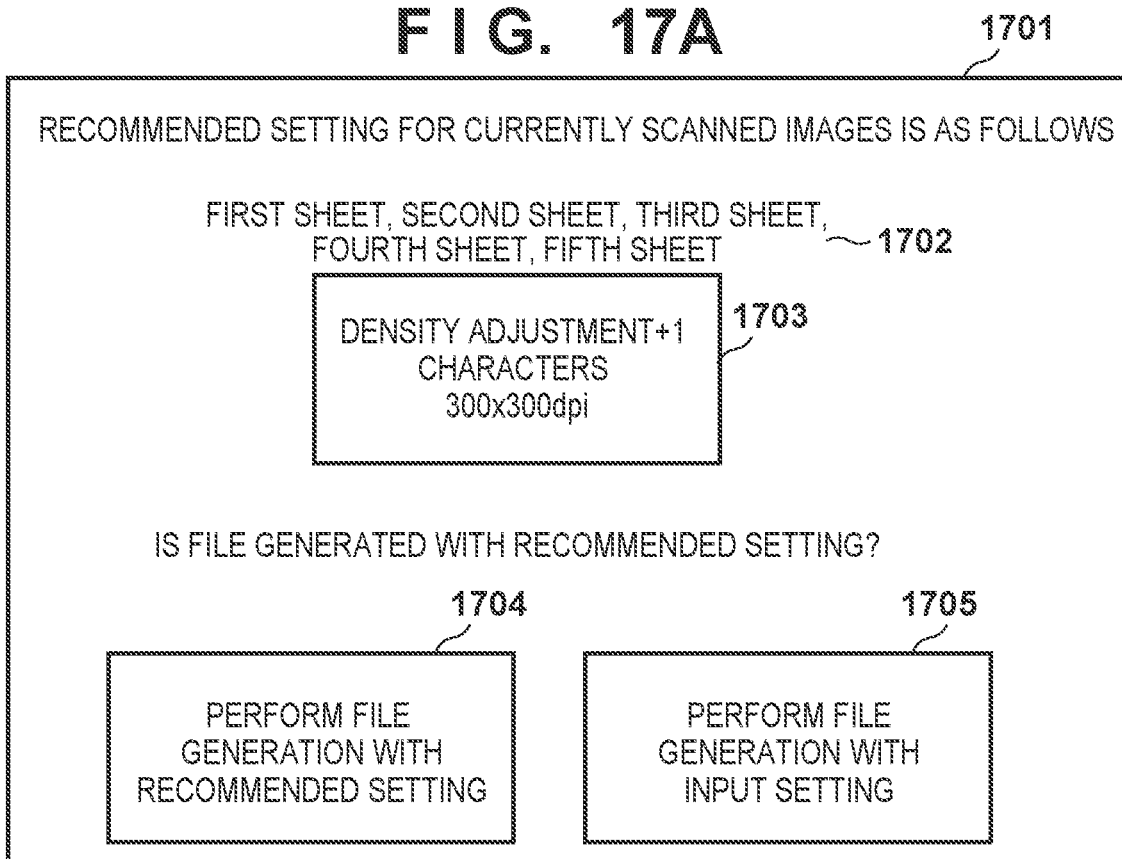 FIG. 17A
1701
RECOMMENDED SETTING FOR CURRENTLY SCANNED IMAGES IS AS FOLLOWS
FIRST SHEET, SECOND SHEET, THIRD SHEET,
FOURTH SHEET, FIFTH SHEET
1702
DENSITY ADJUSTMENT+1
CHARACTERS
300x300dpi
1703
IS FILE GENERATED WITH RECOMMENDED SETTING?
1704
PERFORM FILE
GENERATION WITH
RECOMMENDED SETTING
1705
PERFORM FILE
GENERATION WITH
INPUT SETTING